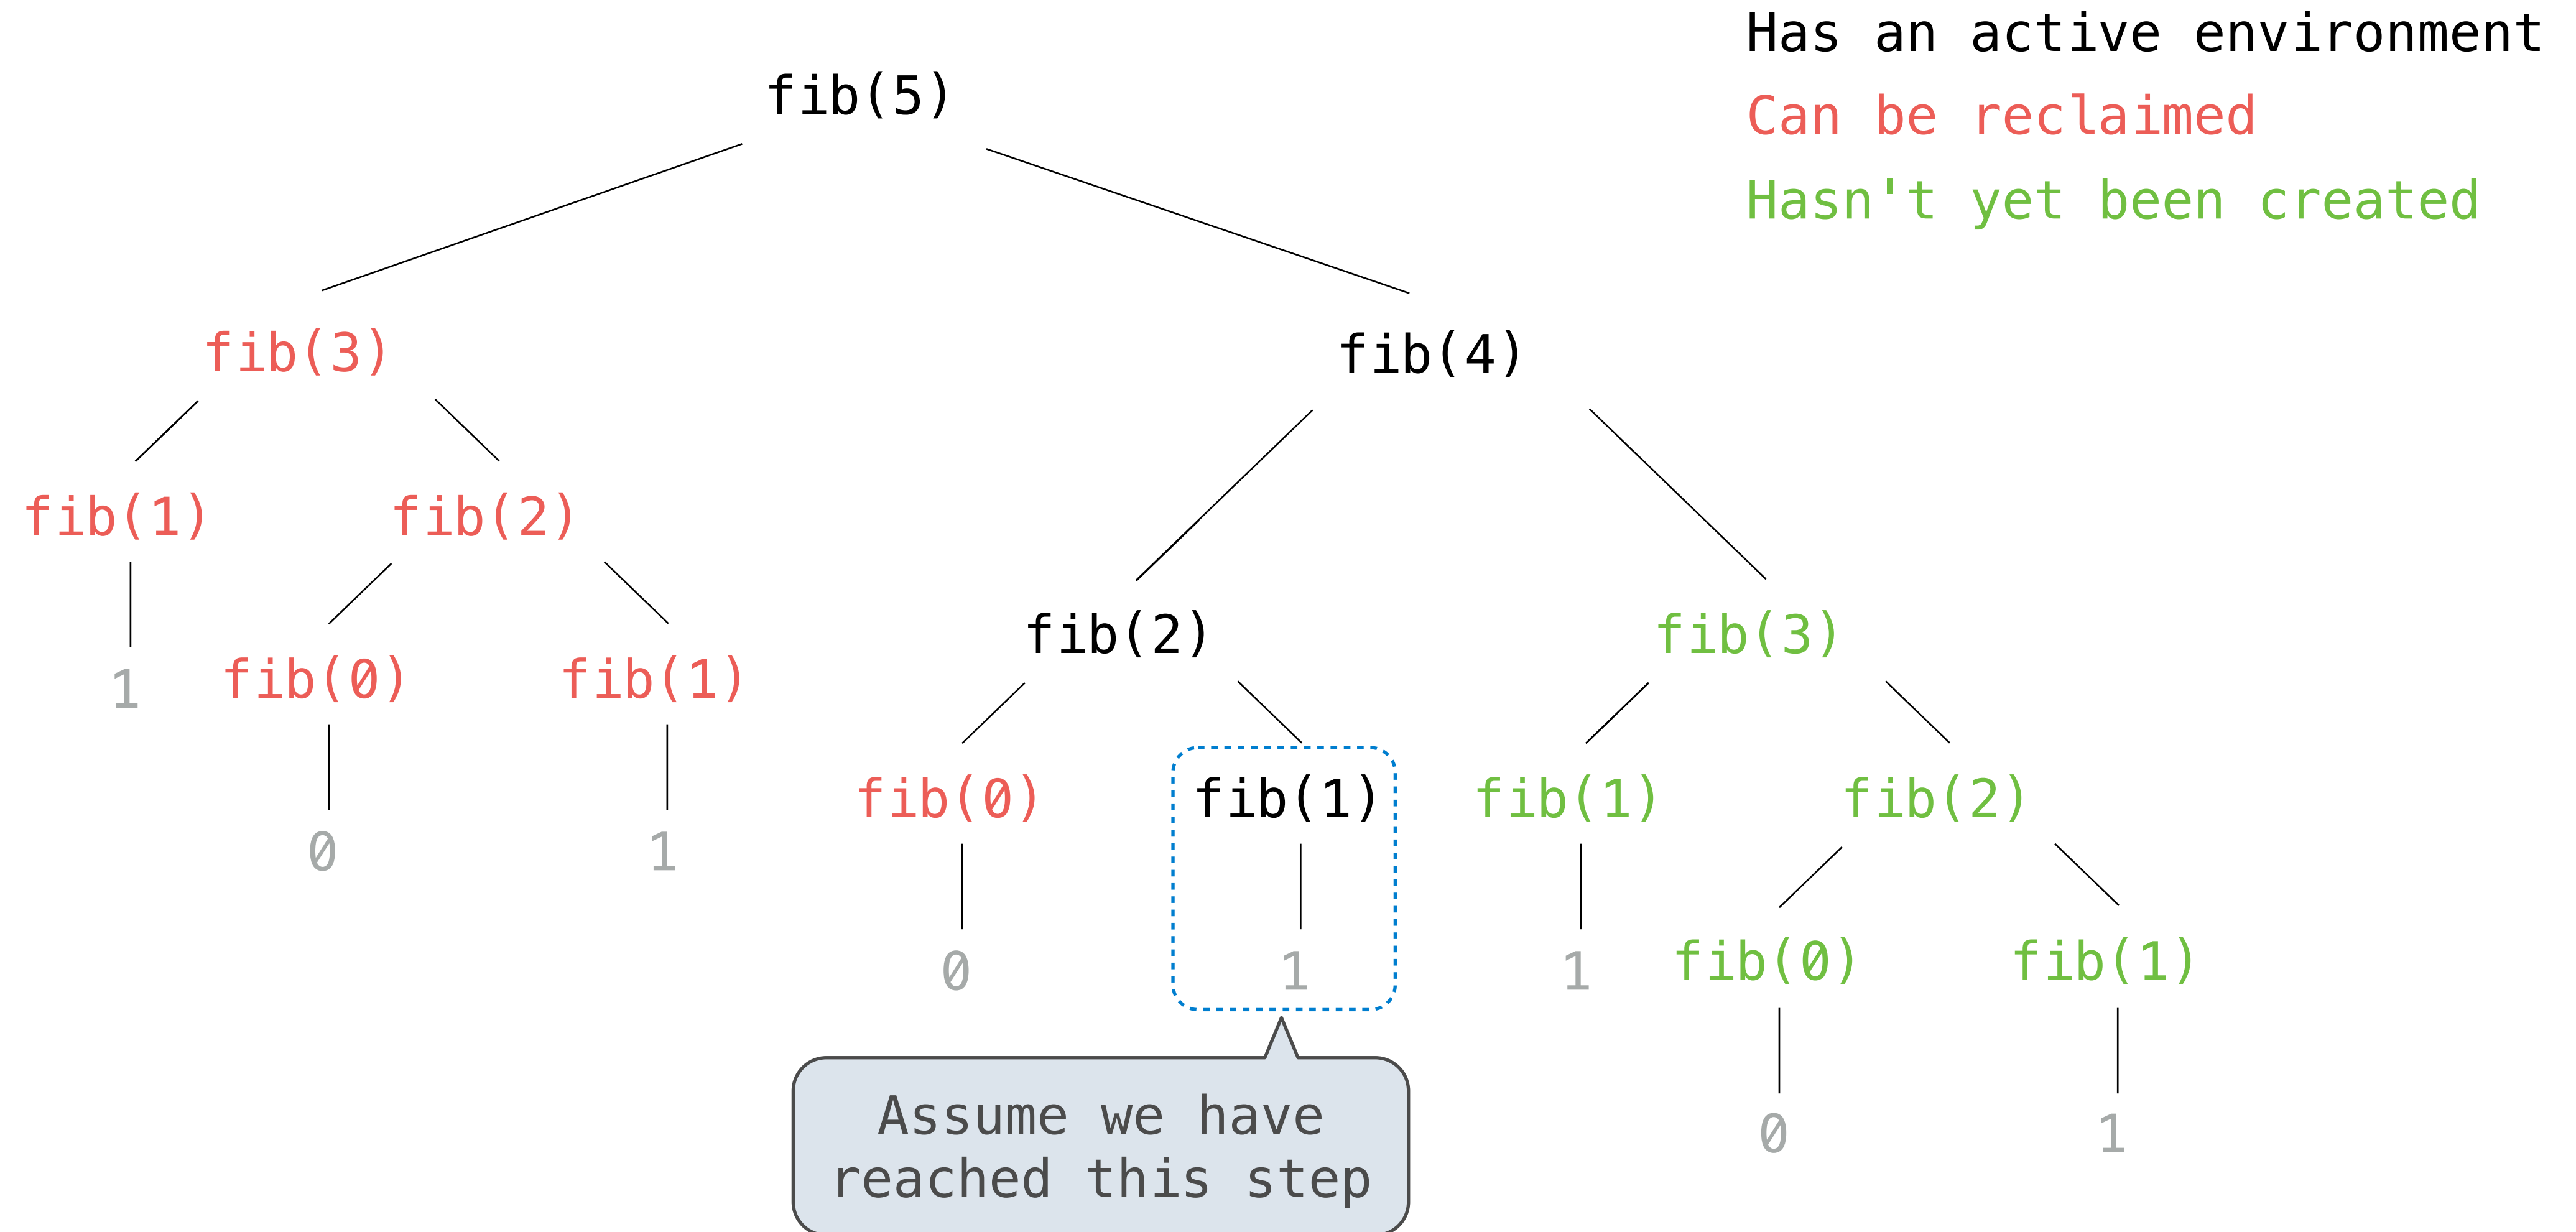 Has an active environment
Can be reclaimed
Hasn't yet been created
fib(5)
fib(3)
fib(4)
fib(1)
fib(2)
fib(2)
fib(3)
1
fib(0)
fib(1)
fib(0)
fib(1)
fib(1)
fib(2)
0
1
0
1
1
fib(0)
fib(1)
0
1
Assume we have
reached this step